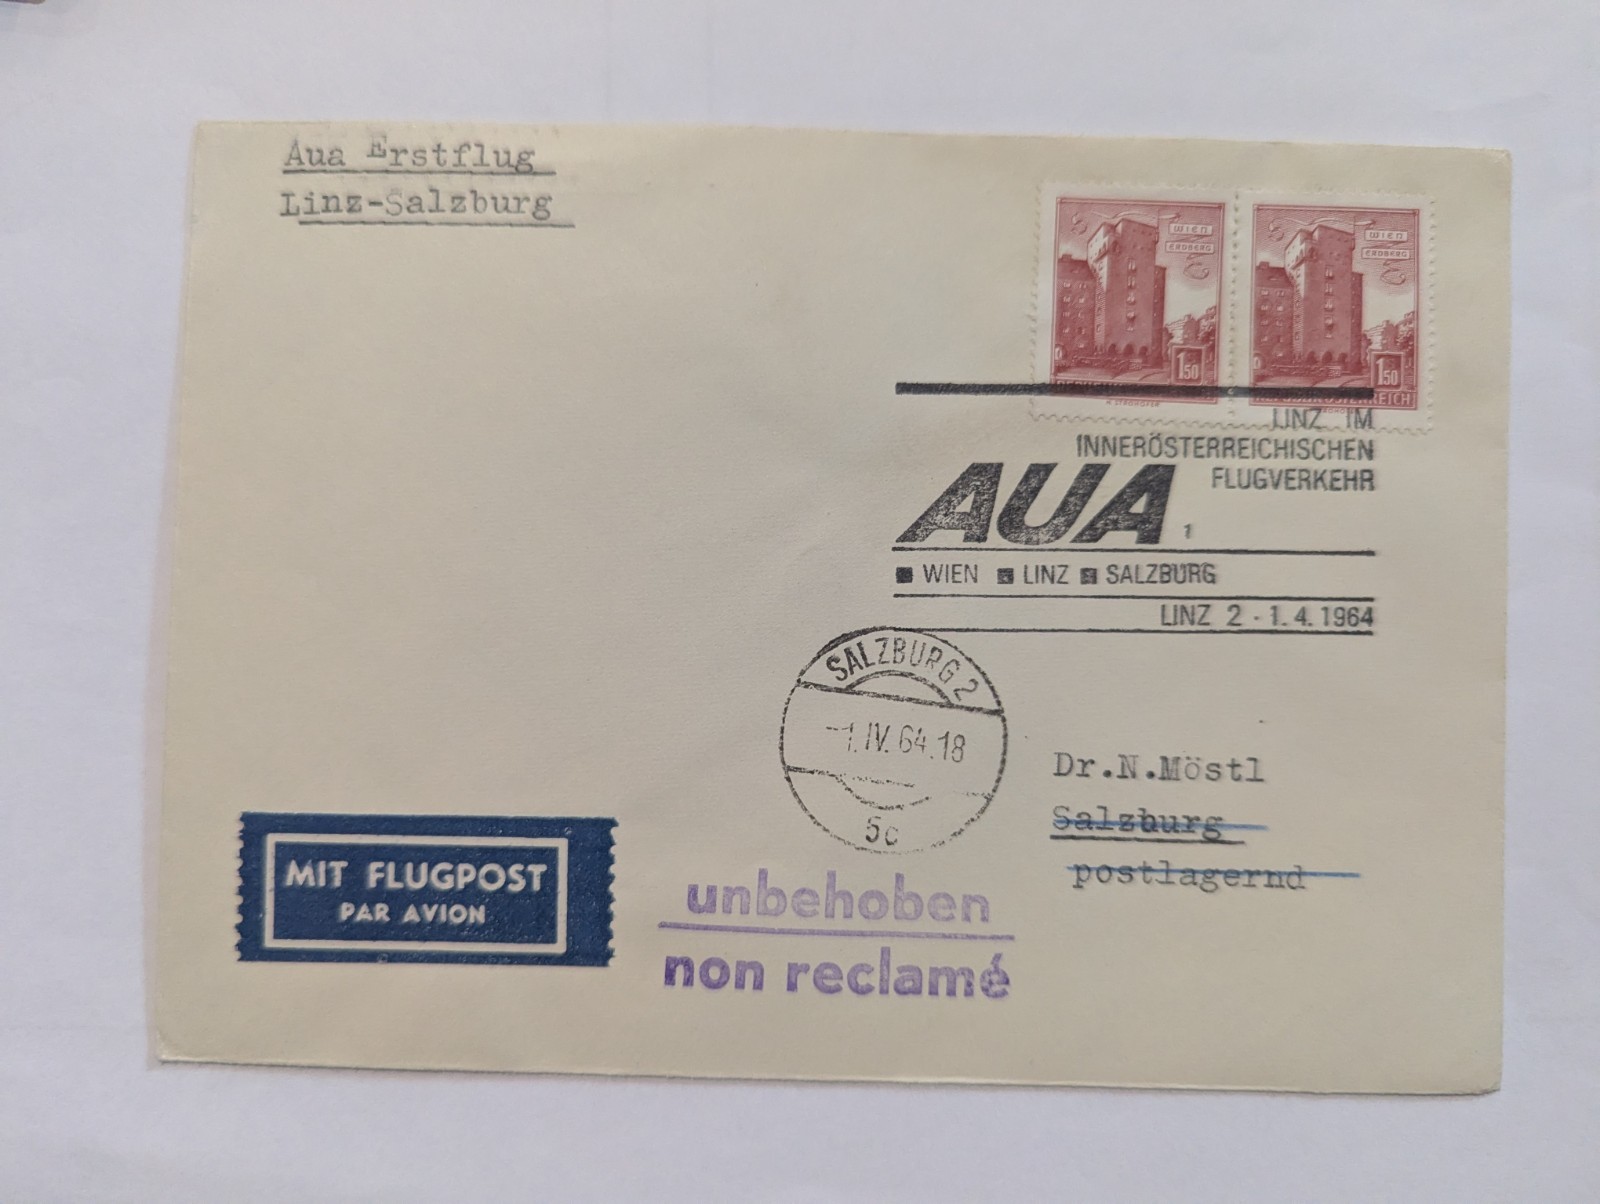 Aua Erstflug
Linz-Salzburg
WIEN
ERDBERG
1 50
WIEN
ERDBERG
1 50
REPUBLIK ÖSTERREICH
LINZ IM
INNERÖSTERREICHISCHEN
FLUGVERKEHR
AUA 1
WIEN LINZ SALZBURG
LINZ 2 - 1.4.1964
SALZBURG 2
-1.IV.64.18
5c
Dr.N.Möstl
Salzburg
postlagernd
MIT FLUGPOST
PAR AVION
unbehoben
non reclamé